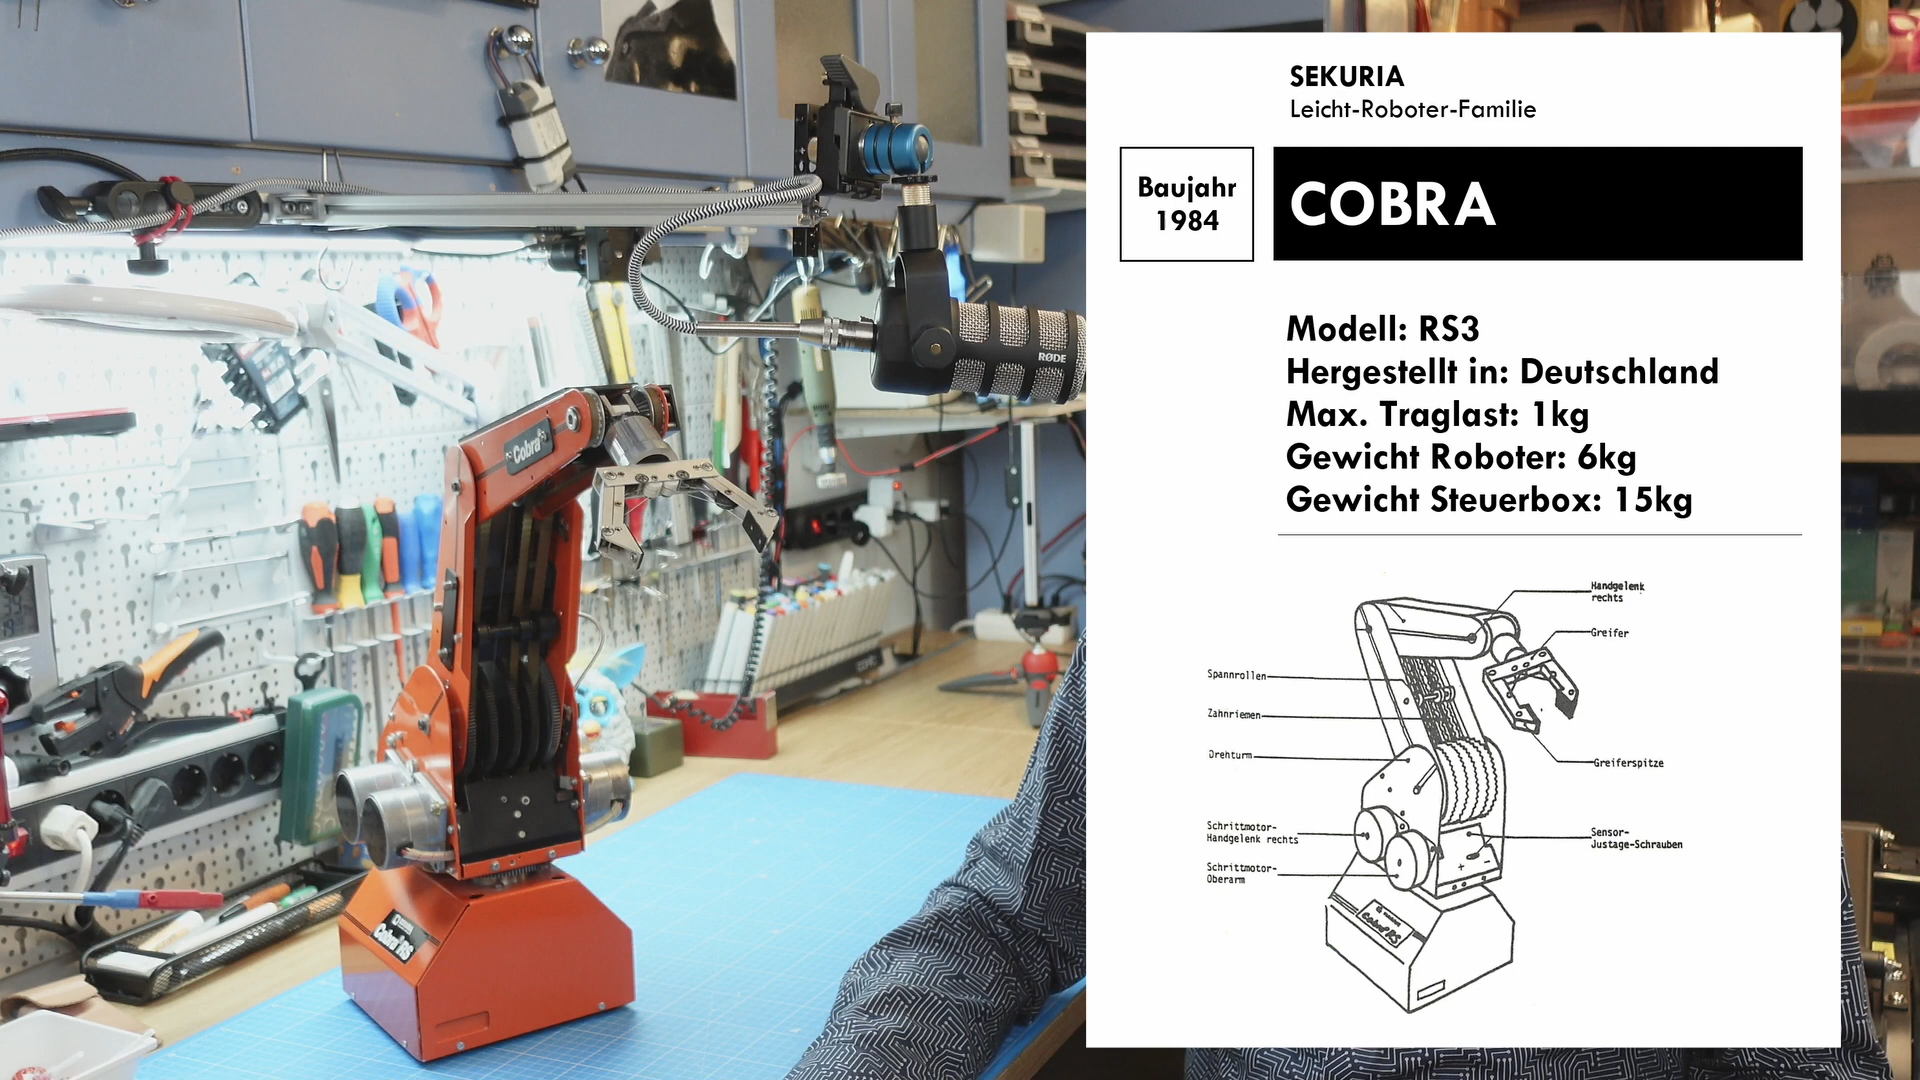 SEKURIA
Leicht-Roboter-Familie
Baujahr
1984
COBRA
Modell: RS3
Hergestellt in: Deutschland
Max. Traglast: 1kg
Gewicht Roboter: 6kg
Gewicht Steuerbox: 15kg
Handgelenk
rechts
Greifer
Spannrollen
Zahnriemen
Drehturm
Greiferspitze
Schrittmotor-
Handgelenk rechts
Schrittmotor-
Oberarm
Sensor-
Justage-Schrauben
Cobra RS
RØDE
Cobra
Cobra RS